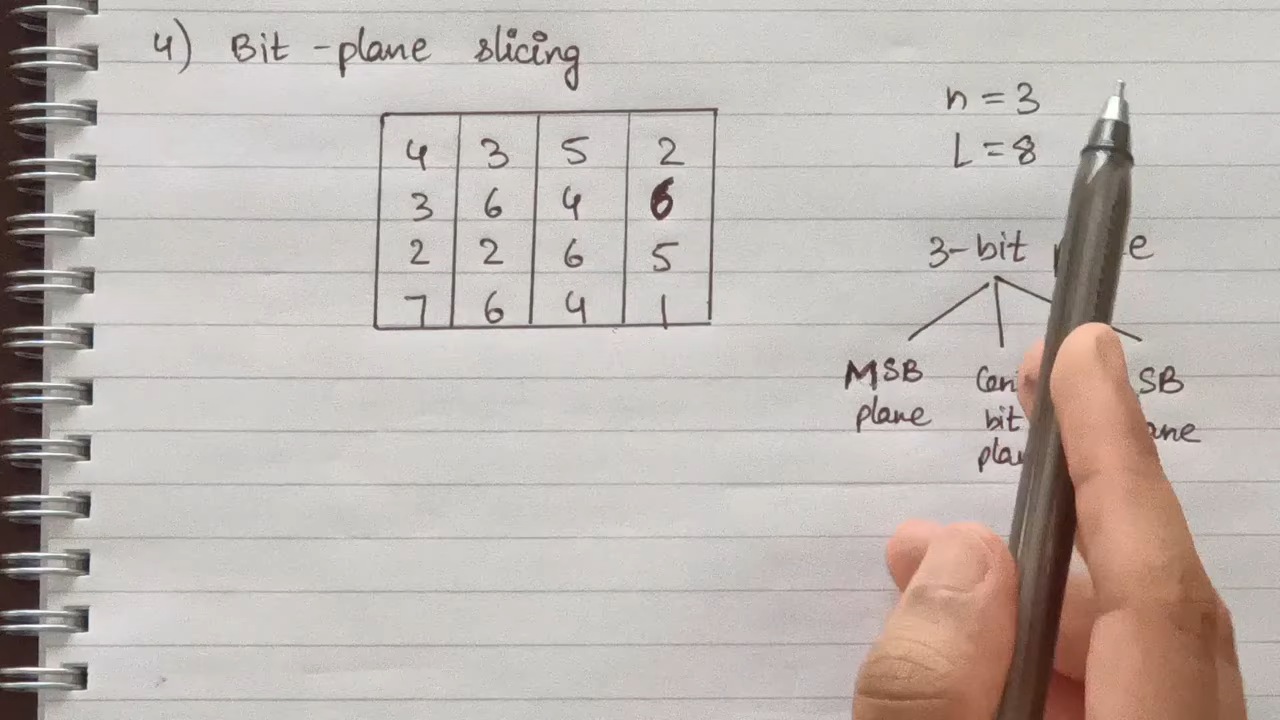 4) Bit-plane slicing
4 3 5 2
3 6 4 6
2 2 6 5
7 6 4 1
n = 3
L = 8
3-bit
MSB
plane
bit